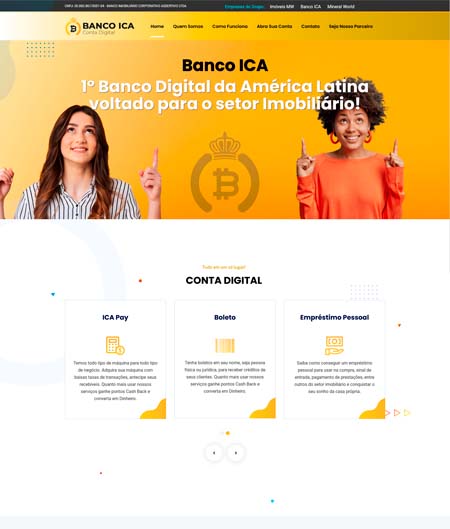 BANCO IMOBILIÁRIO CORPORATIVO ASSERTIVO LTDA
Empresas do Grupo: Imóveis MW Banco ICA Mineral World
BANCO ICA
Conta Digital
Home Quem Somos Como Funciona Abra Sua Conta Contato Seja Nosso Parceiro
Banco ICA
1º Banco Digital da América Latina
voltado para o setor Imobiliário!
Tudo em um só lugar!
CONTA DIGITAL
ICA Pay
Temos todo tipo de máquina para todo tipo
de negócio. Adquira sua máquina com
baixas taxas de transações, antecipe seus
recebíveis. Quanto mais usar nossos
serviços ganhe pontos Cash Back e
converta em Dinheiro.
Boleto
Tenha boletos em seu nome, seja pessoa
física ou jurídica, para receber créditos de
seus clientes. Quanto mais usar nossos
serviços ganhe pontos Cash Back e
converta em Dinheiro.
Empréstimo Pessoal
Saiba como conseguir um empréstimo
pessoal para usar na compra, sinal de
entrada, pagamento de prestações, entre
outros do setor imobiliário e conquistar o
seu sonho da casa própria.